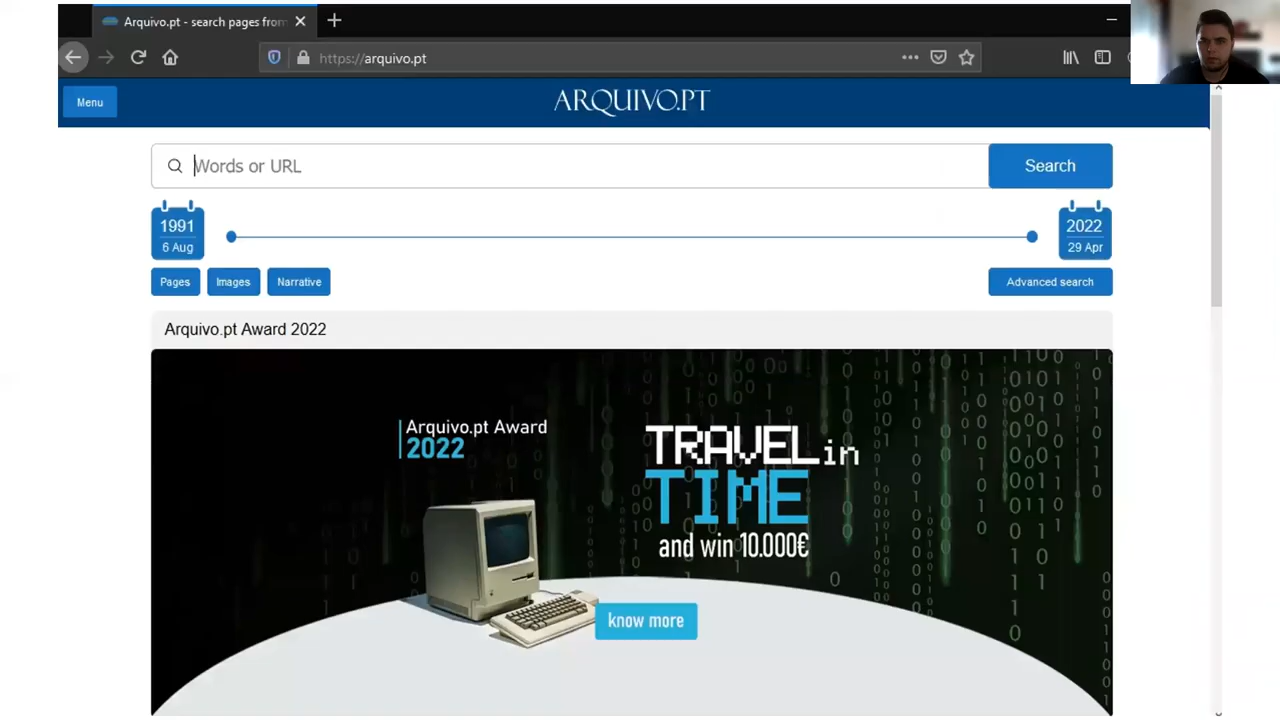 Arquivo.pt - search pages from
https://arquivo.pt
Menu
ARQUIVO.PT
Words or URL
Search
1991
6 Aug
2022
29 Apr
Pages
Images
Narrative
Advanced search
Arquivo.pt Award 2022
Arquivo.pt Award
2022
TRAVEL in
TIME
and win 10.000€
know more